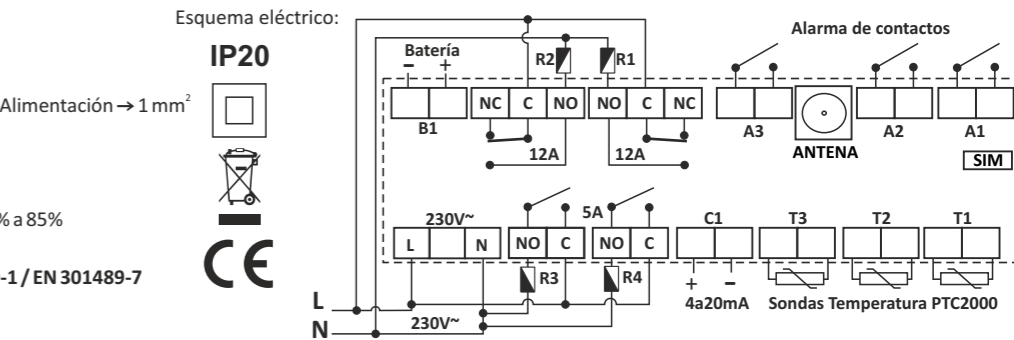 Esquema eléctrico:
IP20
Alimentación → 1 mm²
% a 85%
-1 / EN 301489-7
CE
Batería
− +
R2 R1
Alarma de contactos
NC C NO NO C NC
B1
A3 A2 A1
12A 12A
ANTENA
SIM
5A
230V~
C1 T3 T2 T1
L N NO C NO C
R3 R4
+ −
4a20mA Sondas Temperatura PTC2000
L
230V~
N